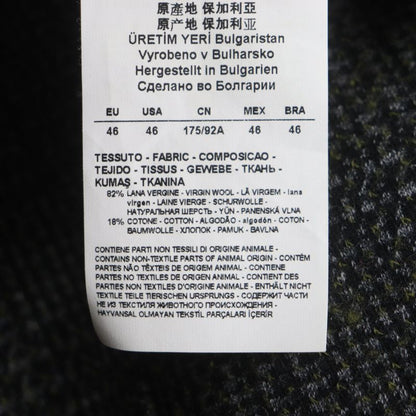 原產地 保加利亞
原产地 保加利亚
ÜRETİM YERİ Bulgaristan
Vyrobeno v Bulharsko
Hergestellt in Bulgarien
Сделано во Болгарии
EU USA CN MEX BRA
46 46 175/92A 46 46
TESSUTO - FABRIC - COMPOSICAO -
TEJIDO - TISSUS - GEWEBE - ТКАНЬ -
KUMAŞ - TKANINA
82% LANA VERGINE - VIRGIN WOOL - LÃ VIRGEM - lana
virgen - LAINE VIERGE - SCHURWOLLE -
НАТУРАЛЬНАЯ ШЕРСТЬ - YÜN - PANENSKÁ VLNA
18% COTONE - COTTON - ALGODÃO - algodón - COTON -
BAUMWOLLE - ХЛОПОК - PAMUK - BAVLNA
CONTIENE PARTI NON TESSILI DI ORIGINE ANIMALE -
CONTAINS NON-TEXTILE PARTS OF ANIMAL ORIGIN - CONTÉM
PARTES NÃO TÊXTEIS DE ORIGEM ANIMAL - CONTIENE
PARTES NO TEXTILES DE ORIGEN ANIMAL - CONTIENT DES
PARTIES NON TEXTILES D'ORIGINE ANIMALE - ENTHÄLT NICHT
TEXTILE TEILE TIERISCHEN URSPRUNGS - СОДЕРЖИТ ЧАСТИ
НЕ ИЗ ТЕКСТИЛЯ ЖИВОТНОГО ПРОИСХОЖДЕНИЯ -
HAYVANSAL OLMAYAN TEKSTİL PARÇALARI İÇERİR